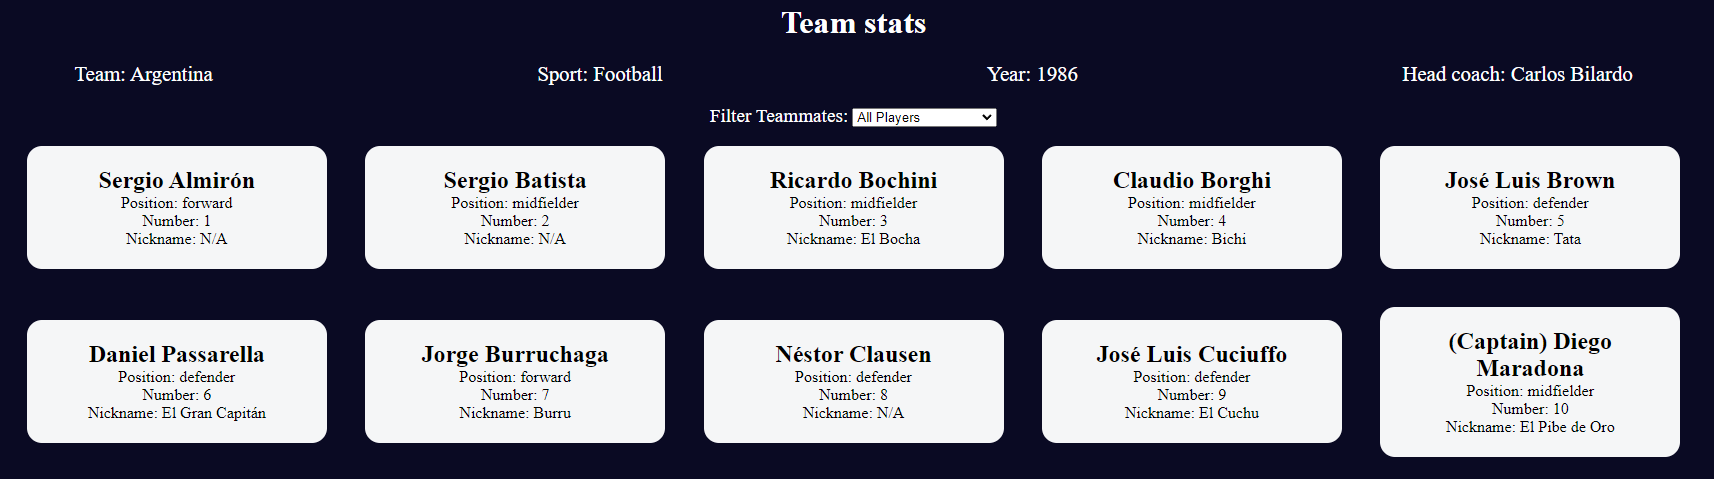 Team stats
Team: Argentina
Sport: Football
Year: 1986
Head coach: Carlos Bilardo
Filter Teammates: All Players
Sergio Almirón
Position: forward
Number: 1
Nickname: N/A
Sergio Batista
Position: midfielder
Number: 2
Nickname: N/A
Ricardo Bochini
Position: midfielder
Number: 3
Nickname: El Bocha
Claudio Borghi
Position: midfielder
Number: 4
Nickname: Bichi
José Luis Brown
Position: defender
Number: 5
Nickname: Tata
Daniel Passarella
Position: defender
Number: 6
Nickname: El Gran Capitán
Jorge Burruchaga
Position: forward
Number: 7
Nickname: Burru
Néstor Clausen
Position: defender
Number: 8
Nickname: N/A
José Luis Cuciuffo
Position: defender
Number: 9
Nickname: El Cuchu
(Captain) Diego
Maradona
Position: midfielder
Number: 10
Nickname: El Pibe de Oro